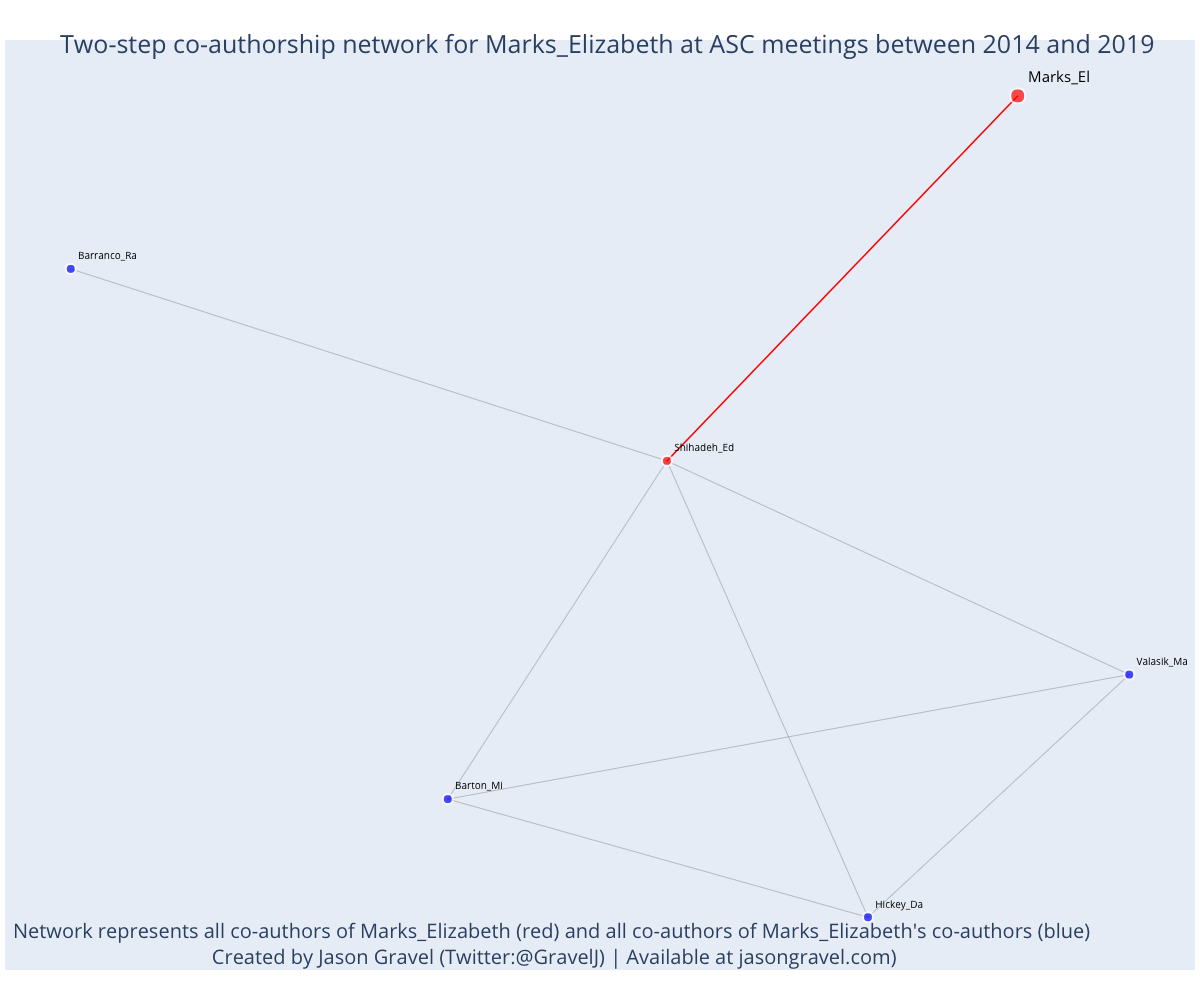 Two-step co-authorship network for Marks_Elizabeth at ASC meetings between 2014 and 2019
Marks_El
Barranco_Ra
Shihadeh_Ed
Valasik_Ma
Barton_Mi
Hickey_Da
Network represents all co-authors of Marks_Elizabeth (red) and all co-authors of Marks_Elizabeth's co-authors (blue)
Created by Jason Gravel (Twitter:@GravelJ) | Available at jasongravel.com)